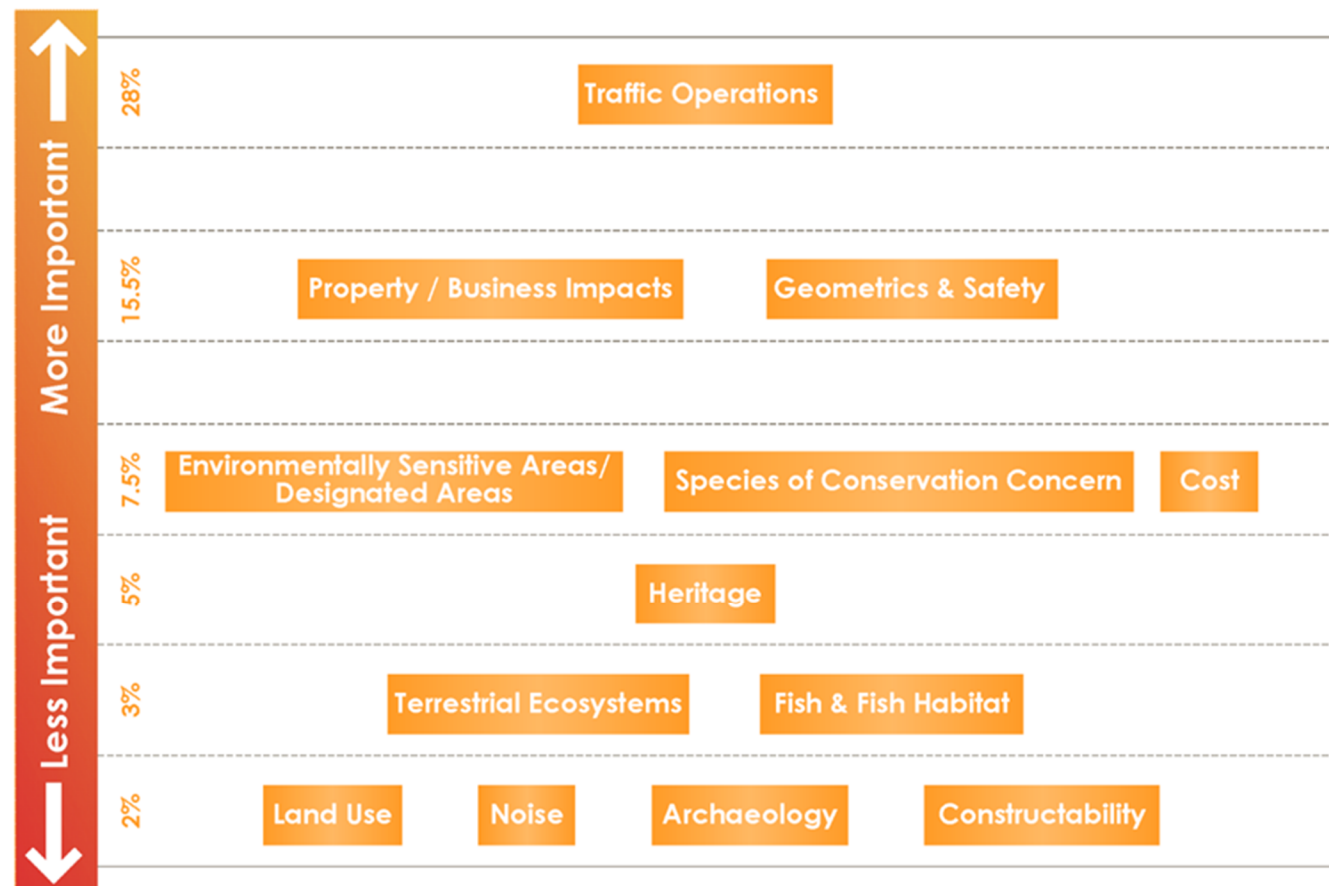 More Important
Less Important
28%
Traffic Operations
15.5%
Property / Business Impacts
Geometrics & Safety
7.5%
Environmentally Sensitive Areas/
Designated Areas
Species of Conservation Concern
Cost
5%
Heritage
3%
Terrestrial Ecosystems
Fish & Fish Habitat
2%
Land Use
Noise
Archaeology
Constructability